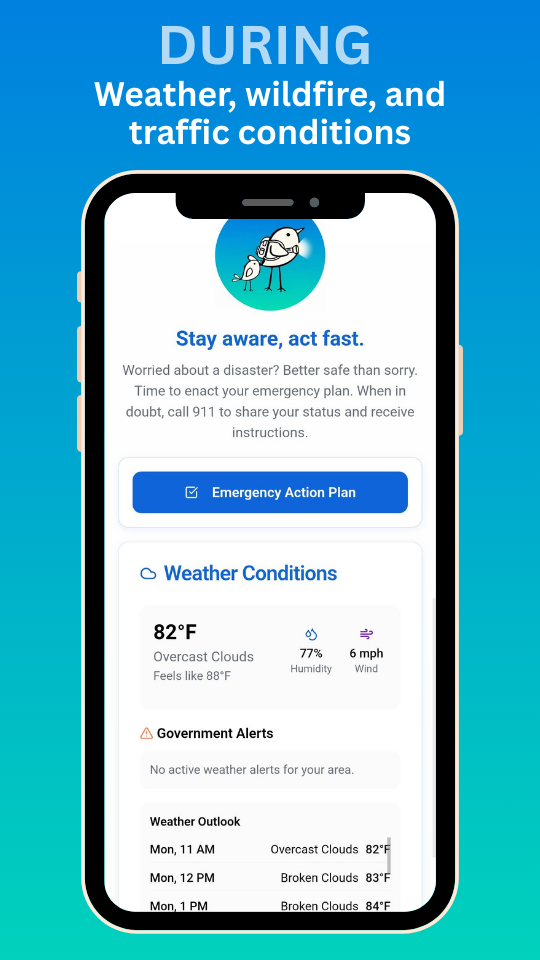 DURING
Weather, wildfire, and
traffic conditions
Stay aware, act fast.
Worried about a disaster? Better safe than sorry.
Time to enact your emergency plan. When in
doubt, call 911 to share your status and receive
instructions.
Emergency Action Plan
Weather Conditions
82°F
Overcast Clouds
Feels like 88°F
77%
Humidity
6 mph
Wind
Government Alerts
No active weather alerts for your area.
Weather Outlook
Mon, 11 AM Overcast Clouds 82°F
Mon, 12 PM Broken Clouds 83°F
Mon, 1 PM Broken Clouds 84°F